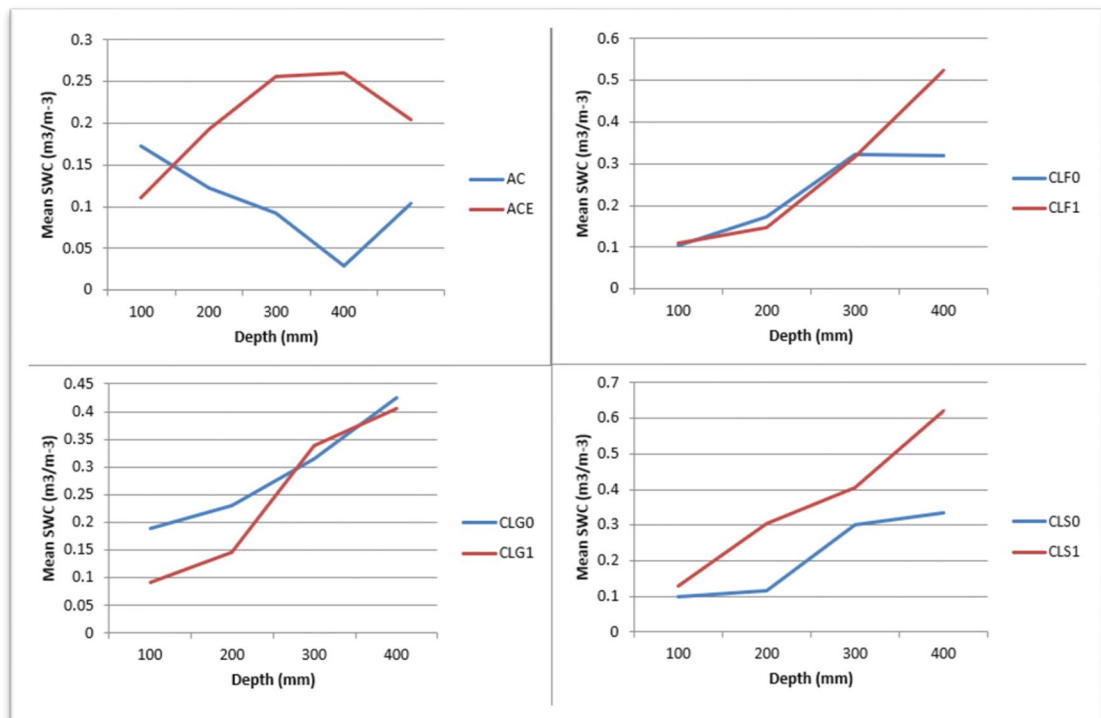 0.3
0.25
0.2
0.15
0.1
0.05
0
Mean SWC (m3/m-3)
100 200 300 400
Depth (mm)
AC
ACE
0.6
0.5
0.4
0.3
0.2
0.1
0
Mean SWC (m3/m-3)
100 200 300 400
Depth (mm)
CLF0
CLF1
0.45
0.4
0.35
0.3
0.25
0.2
0.15
0.1
0.05
0
Mean SWC (m3/m-3)
100 200 300 400
Depth (mm)
CLG0
CLG1
0.7
0.6
0.5
0.4
0.3
0.2
0.1
0
Mean SWC (m3/m-3)
100 200 300 400
Depth (mm)
CLS0
CLS1